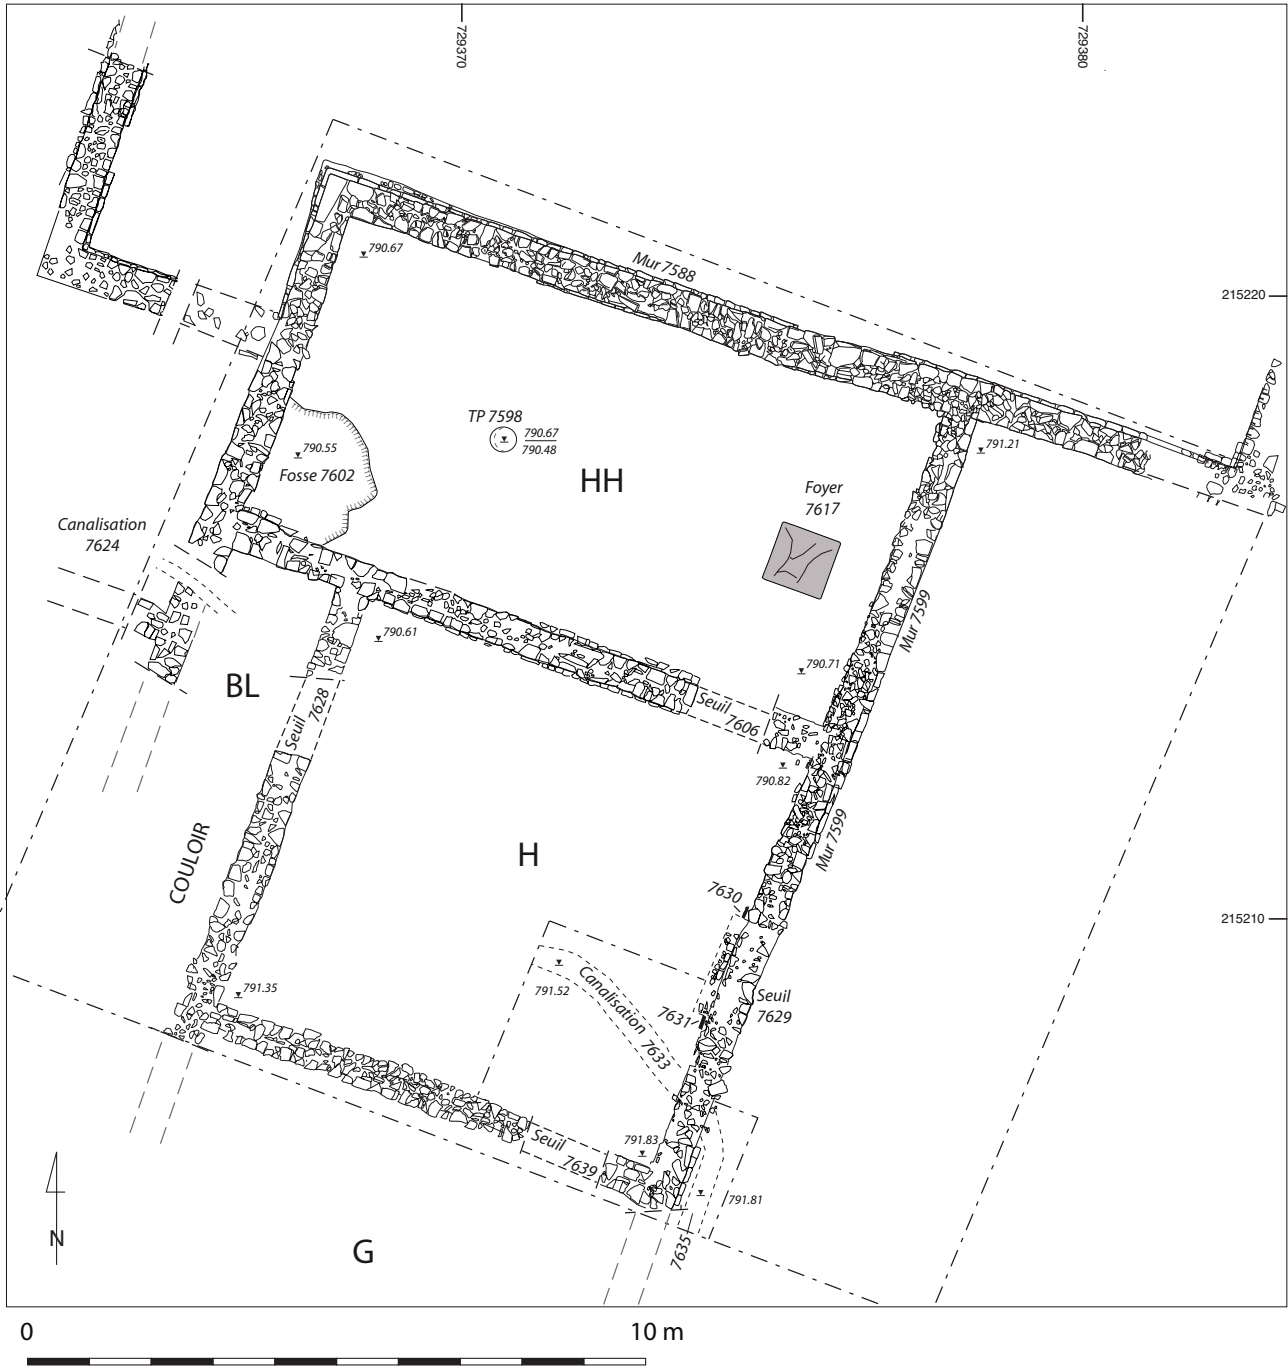 729370
729380
Mur 7588
790.67
215220
TP 7598
790.67
790.48
791.21
790.55
Fosse 7602
HH
Foyer
7617
Canalisation
7624
Mur 7599
790.61
790.71
BL
Seuil
7628
Seuil
7606
790.82
COULOIR
H
Mur 7599
7630
215210
791.35
791.52
Canalisation 7633
7631
Seuil
7629
Seuil
7639
791.83
791.81
N
G
7635
0
10 m